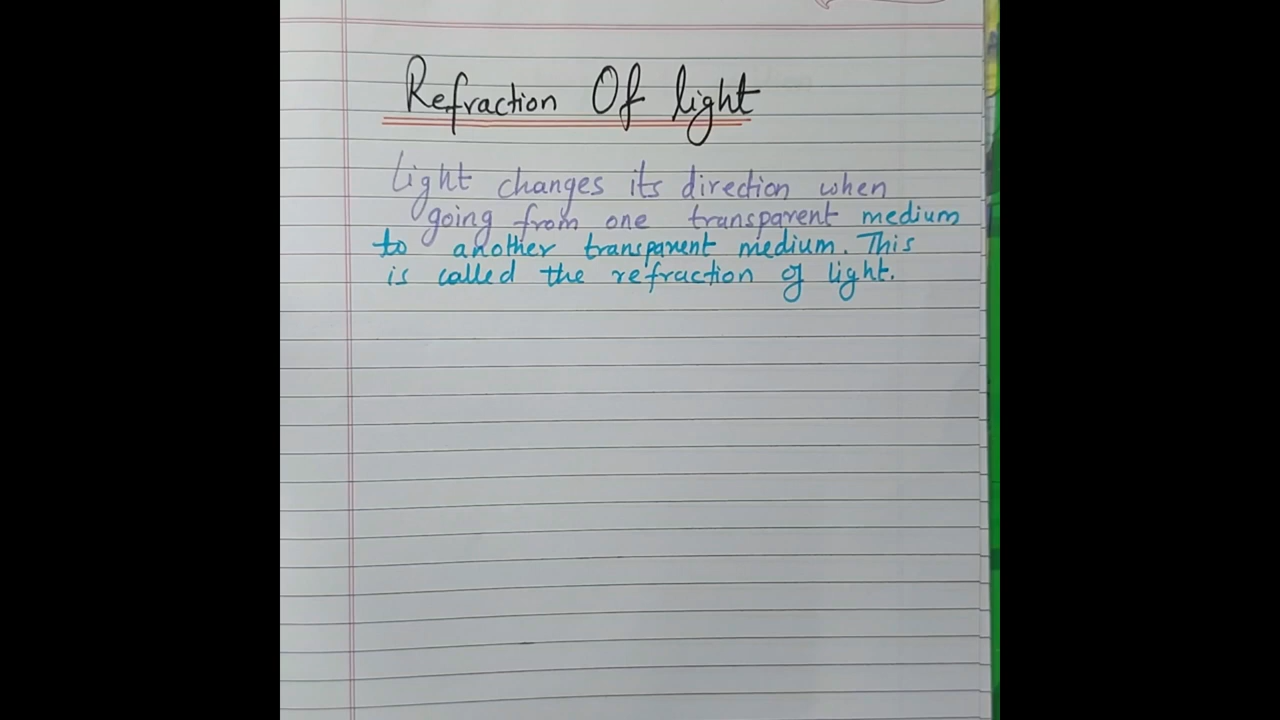 Refraction Of light
Light changes its direction when
going from one transparent medium
to another transparent medium. This
is called the refraction of light.